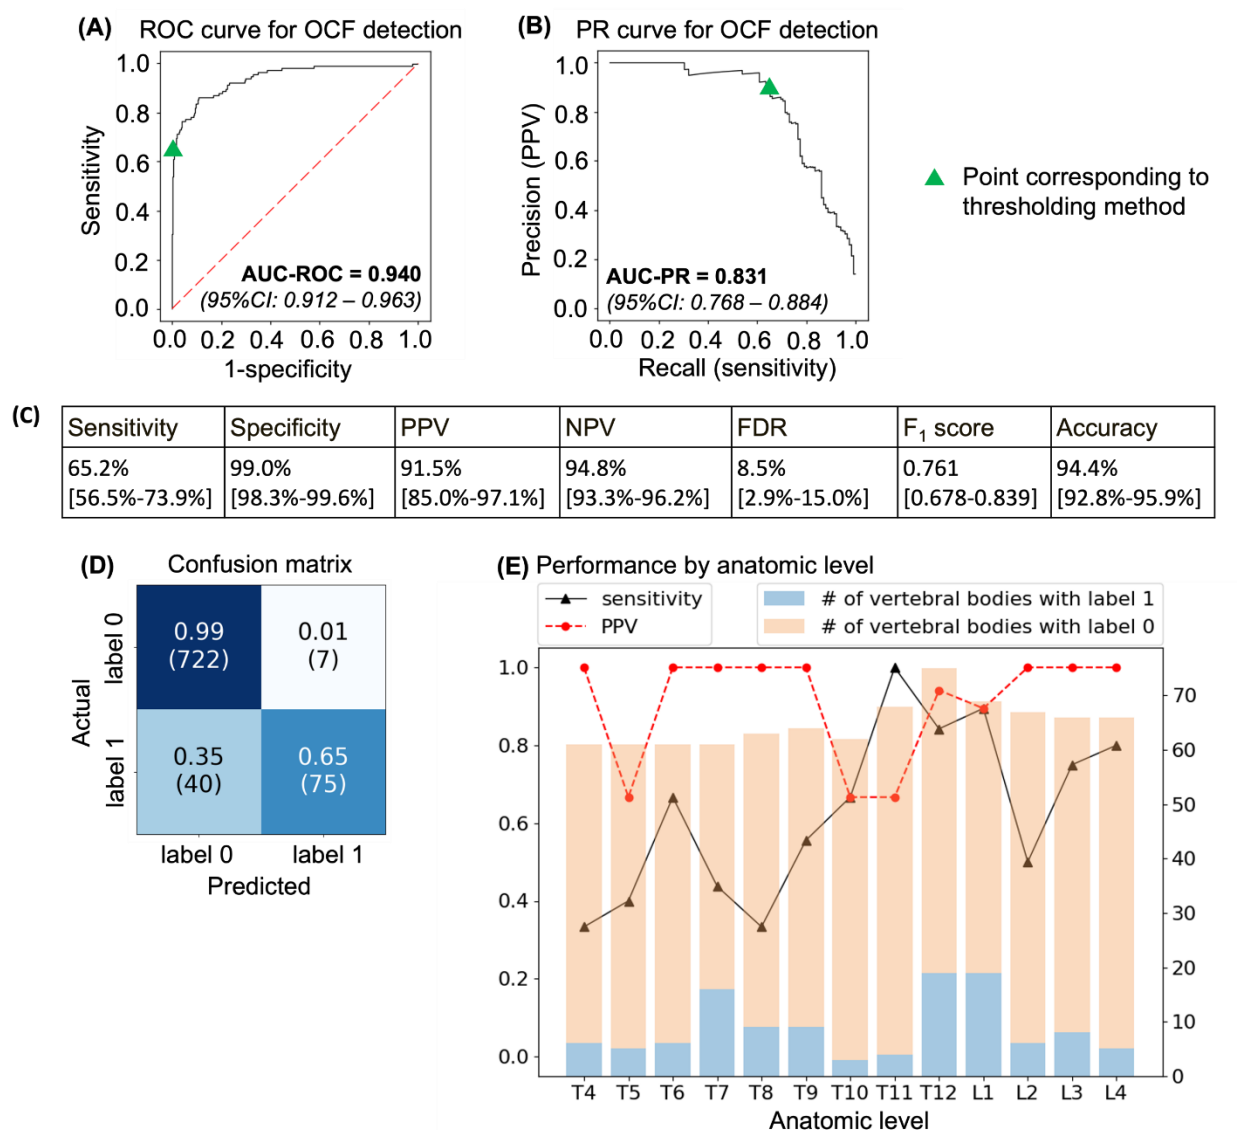 (A) ROC curve for OCF detection
1.0
0.8
0.6
0.4
0.2
0.0
Sensitivity
AUC-ROC = 0.940
(95%CI: 0.912 – 0.963)
0.0 0.2 0.4 0.6 0.8 1.0
1-specificity
(B) PR curve for OCF detection
1.0
0.8
0.6
0.4
0.2
0.0
Precision (PPV)
AUC-PR = 0.831
(95%CI: 0.768 – 0.884)
0.0 0.2 0.4 0.6 0.8 1.0
Recall (sensitivity)
Point corresponding to
thresholding method
(C)
Sensitivity Specificity PPV NPV FDR F1 score Accuracy
65.2% 99.0% 91.5% 94.8% 8.5% 0.761 94.4%
[56.5%-73.9%] [98.3%-99.6%] [85.0%-97.1%] [93.3%-96.2%] [2.9%-15.0%] [0.678-0.839] [92.8%-95.9%]
(D) Confusion matrix
Actual
label 0
label 1
0.99 0.01
(722) (7)
0.35 0.65
(40) (75)
label 0 label 1
Predicted
(E) Performance by anatomic level
sensitivity
PPV
# of vertebral bodies with label 1
# of vertebral bodies with label 0
1.0
0.8
0.6
0.4
0.2
0.0
70
60
50
40
30
20
10
0
T4 T5 T6 T7 T8 T9 T10 T11 T12 L1 L2 L3 L4
Anatomic level